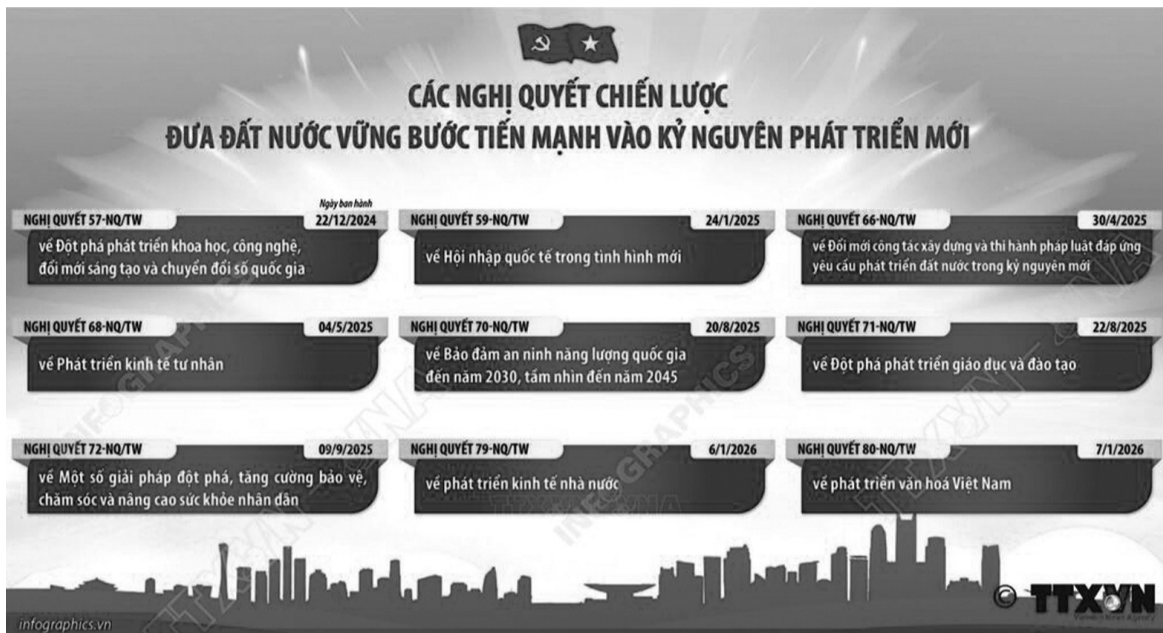 CÁC NGHỊ QUYẾT CHIẾN LƯỢC
ĐƯA ĐẤT NƯỚC VỮNG BƯỚC TIẾN MẠNH VÀO KỶ NGUYÊN PHÁT TRIỂN MỚI
Ngày ban hành
NGHỊ QUYẾT 57-NQ/TW
22/12/2024
về Đột phá phát triển khoa học, công nghệ,
đổi mới sáng tạo và chuyển đổi số quốc gia
NGHỊ QUYẾT 59-NQ/TW
24/1/2025
về Hội nhập quốc tế trong tình hình mới
NGHỊ QUYẾT 66-NQ/TW
30/4/2025
về Đổi mới công tác xây dựng và thi hành pháp luật đáp ứng
yêu cầu phát triển đất nước trong kỷ nguyên mới
NGHỊ QUYẾT 68-NQ/TW
04/5/2025
về Phát triển kinh tế tư nhân
NGHỊ QUYẾT 70-NQ/TW
20/8/2025
về Bảo đảm an ninh năng lượng quốc gia
đến năm 2030, tầm nhìn đến năm 2045
NGHỊ QUYẾT 71-NQ/TW
22/8/2025
về Đột phá phát triển giáo dục và đào tạo
NGHỊ QUYẾT 72-NQ/TW
09/9/2025
về Một số giải pháp đột phá, tăng cường bảo vệ,
chăm sóc và nâng cao sức khỏe nhân dân
NGHỊ QUYẾT 79-NQ/TW
6/1/2026
về phát triển kinh tế nhà nước
NGHỊ QUYẾT 80-NQ/TW
7/1/2026
về phát triển văn hoá Việt Nam
infographics.vn
© TTXVN
Vietnam News Agency